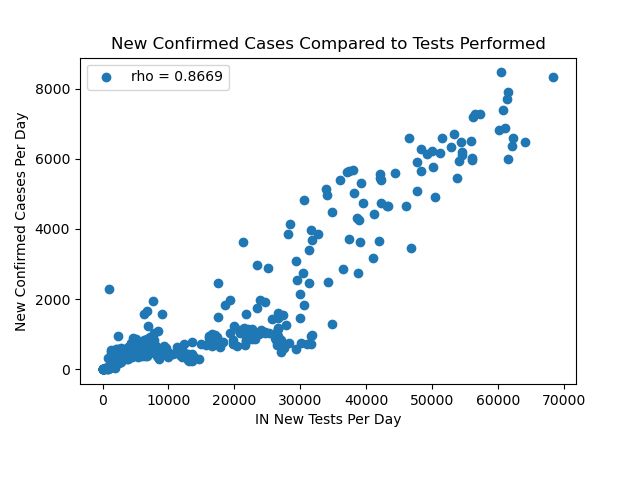 New Confirmed Cases Compared to Tests Performed
rho = 0.8669
New Confirmed Caeses Per Day
8000
6000
4000
2000
0
0 10000 20000 30000 40000 50000 60000 70000
IN New Tests Per Day